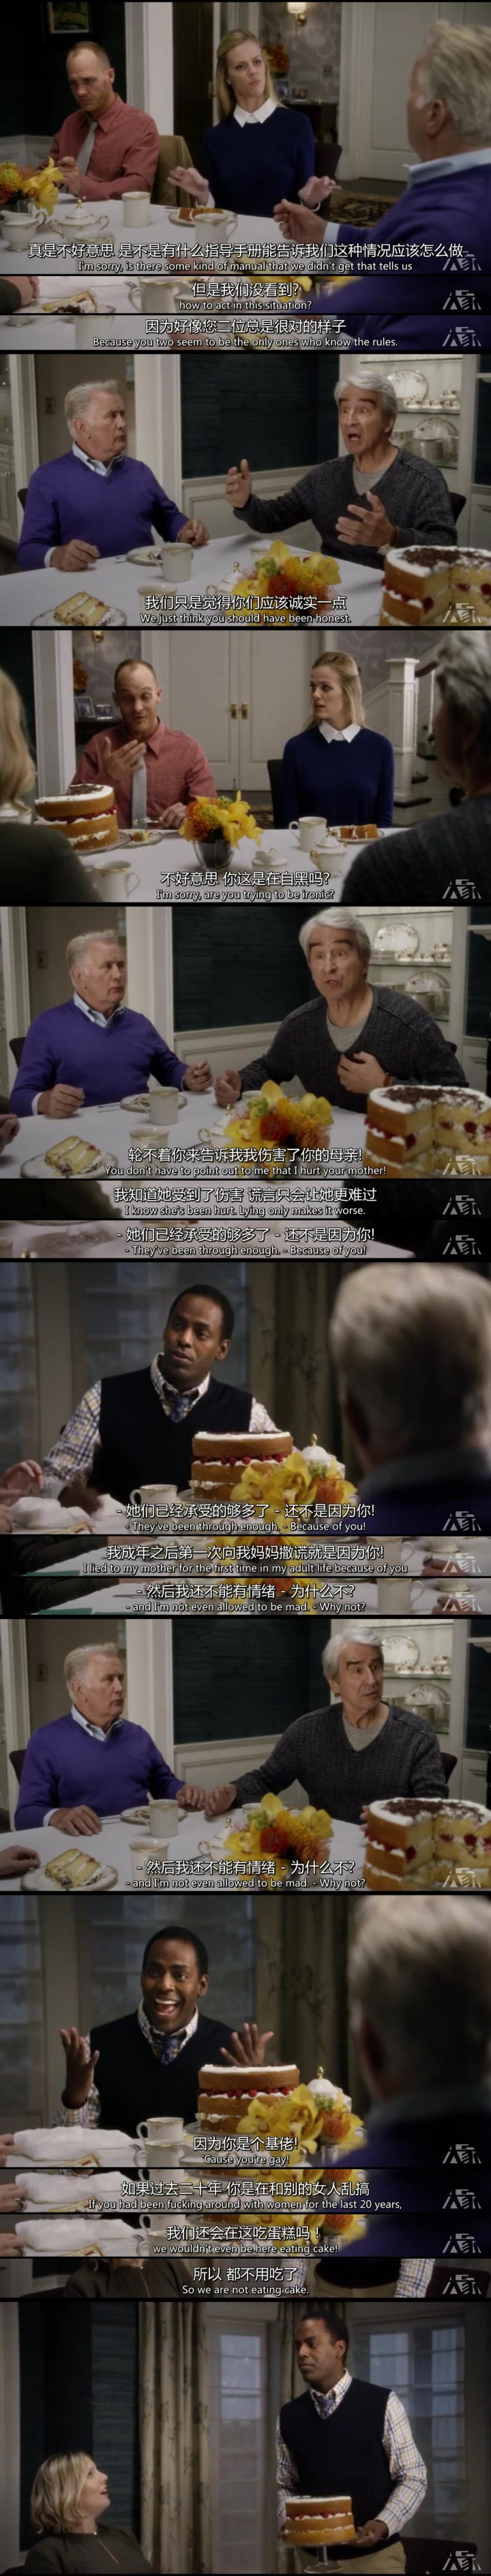 真是不好意思 是不是有什么指导手册能告诉我们这种情况应该怎么做
I'm sorry, is there some kind of manual that we didn't get that tells us
但是我们没看到?
how to act in this situation?
因为好像您二位总是很对的样子
Because you two seem to be the only ones who know the rules.
我们只是觉得你们应该诚实一点
We just think you should have been honest.
不好意思 你这是在自黑吗?
I'm sorry, are you trying to be ironic?
轮不着你来告诉我我伤害了你的母亲!
You don't have to point out to me that I hurt your mother!
我知道她受到了伤害 谎言只会让她更难过
I know she's been hurt. Lying only makes it worse.
- 她们已经承受的够多了 - 还不是因为你!
- They've been through enough. - Because of you!
- 她们已经承受的够多了 - 还不是因为你!
- They've been through enough. - Because of you!
我成年之后第一次向我妈妈撒谎就是因为你!
I lied to my mother for the first time in my adult life because of you
- 然后我还不能有情绪 - 为什么不?
- and I'm not even allowed to be mad. - Why not?
- 然后我还不能有情绪 - 为什么不?
- and I'm not even allowed to be mad. - Why not?
因为你是个基佬!
'Cause you're gay!
如果过去二十年 你是在和别的女人乱搞
If you had been fucking around with women for the last 20 years,
我们还会在这吃蛋糕吗！
we wouldn't even be here eating cake!
所以 都不用吃了
So we are not eating cake.